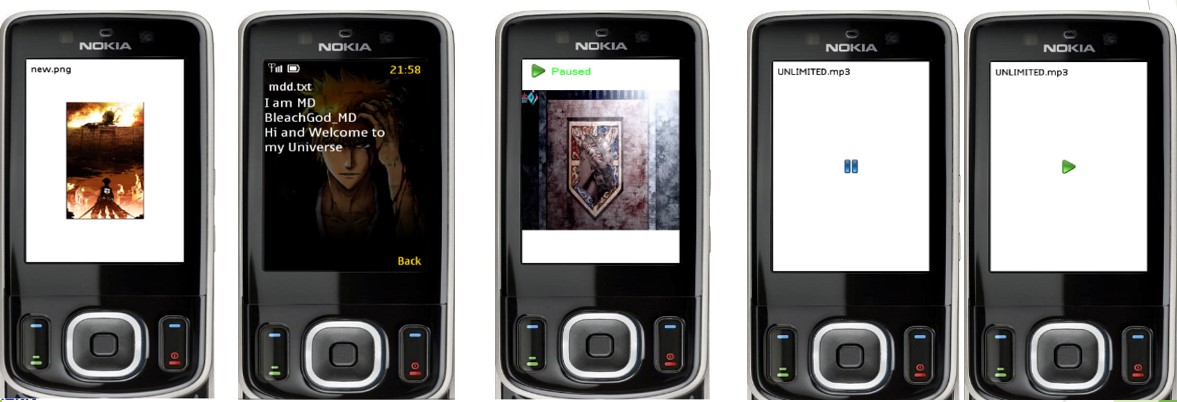 NOKIA
new.png
NOKIA
21:58
mdd.txt
I am MD
BleachGod_MD
Hi and Welcome to
my Universe
Back
NOKIA
Paused
NOKIA
UNLIMITED.mp3
NOKIA
UNLIMITED.mp3